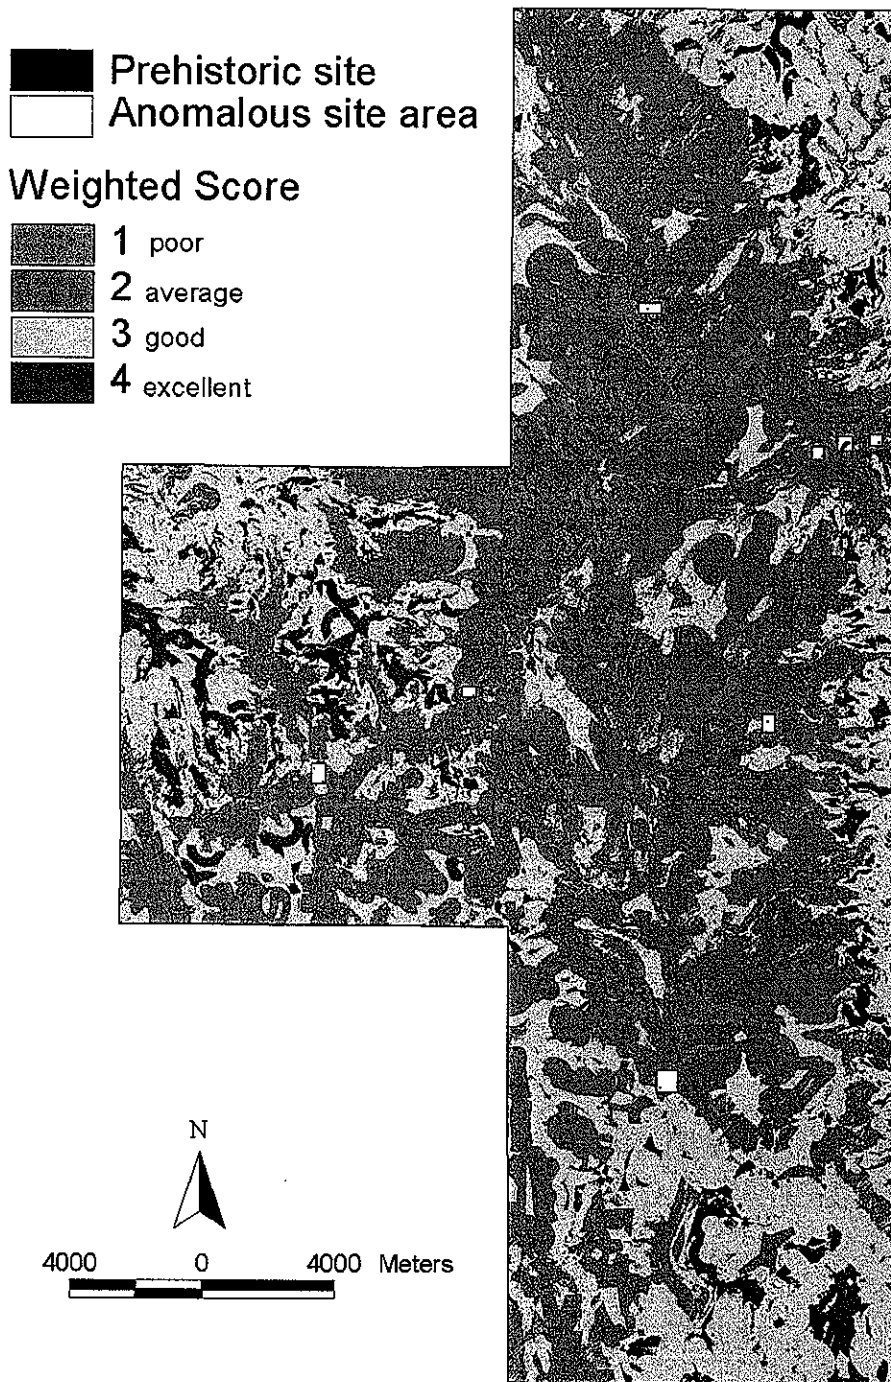 Prehistoric site
Anomalous site area
Weighted Score
1 poor
2 average
3 good
4 excellent
N
4000 0 4000 Meters